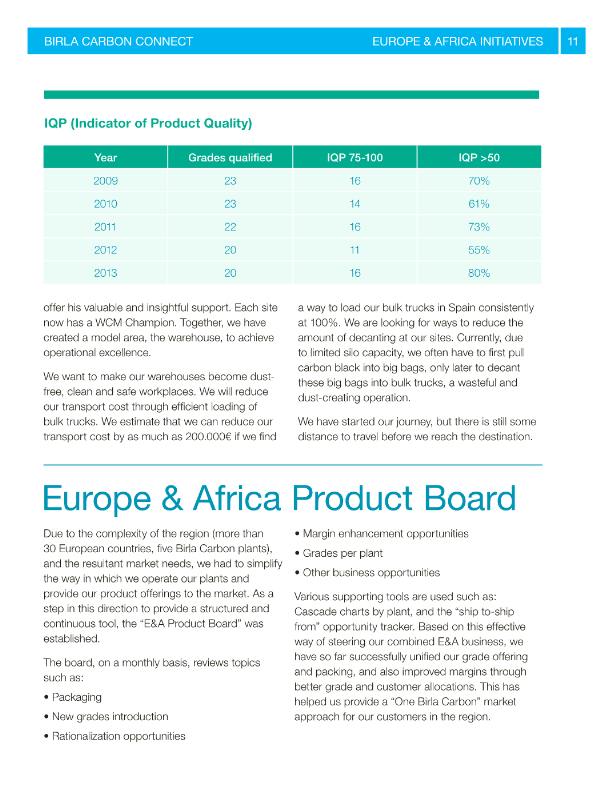 BIRLA CARBON CONNECT
EUROPE & AFRICA INITIATIVES
11
IQP (Indicator of Product Quality)
Year Grades qualified IQP 75-100 IQP >50
2009 23 16 70%
2010 23 14 61%
2011 22 16 73%
2012 20 11 55%
2013 20 16 80%
offer his valuable and insightful support. Each site
now has a WCM Champion. Together, we have
created a model area, the warehouse, to achieve
operational excellence.
We want to make our warehouses become dust-
free, clean and safe workplaces. We will reduce
our transport cost through efficient loading of
bulk trucks. We estimate that we can reduce our
transport cost by as much as 200.000€ if we find
a way to load our bulk trucks in Spain consistently
at 100%. We are looking for ways to reduce the
amount of decanting at our sites. Currently, due
to limited silo capacity, we often have to first pull
carbon black into big bags, only later to decant
these big bags into bulk trucks, a wasteful and
dust-creating operation.
We have started our journey, but there is still some
distance to travel before we reach the destination.
Europe & Africa Product Board
Due to the complexity of the region (more than
30 European countries, five Birla Carbon plants),
and the resultant market needs, we had to simplify
the way in which we operate our plants and
provide our product offerings to the market. As a
step in this direction to provide a structured and
continuous tool, the “E&A Product Board” was
established.
The board, on a monthly basis, reviews topics
such as:
• Packaging
• New grades introduction
• Rationalization opportunities
• Margin enhancement opportunities
• Grades per plant
• Other business opportunities
Various supporting tools are used such as:
Cascade charts by plant, and the “ship to-ship
from” opportunity tracker. Based on this effective
way of steering our combined E&A business, we
have so far successfully unified our grade offering
and packing, and also improved margins through
better grade and customer allocations. This has
helped us provide a “One Birla Carbon” market
approach for our customers in the region.